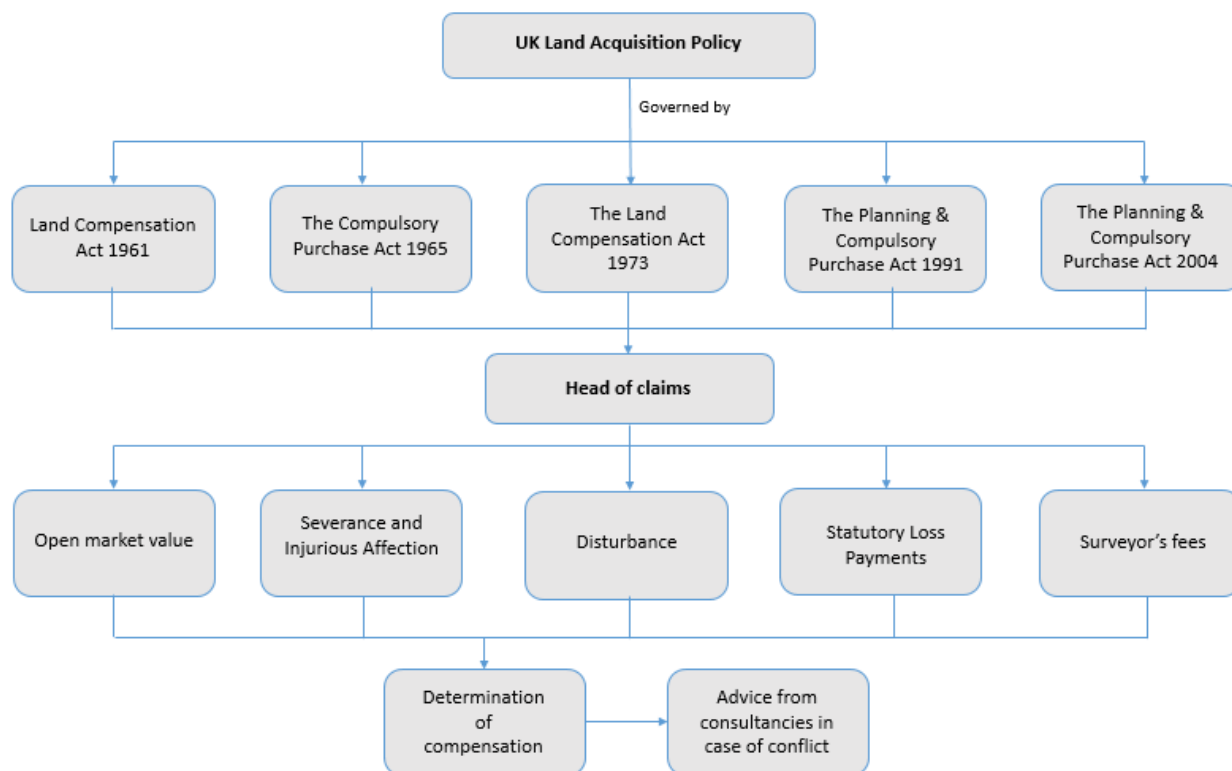 UK Land Acquisition Policy
Governed by
Land Compensation
Act 1961
The Compulsory
Purchase Act 1965
The Land
Compensation Act
1973
The Planning &
Compulsory
Purchase Act 1991
The Planning &
Compulsory
Purchase Act 2004
Head of claims
Open market value
Severance and
Injurious Affection
Disturbance
Statutory Loss
Payments
Surveyor’s fees
Determination
of
compensation
Advice from
consultancies in
case of conflict